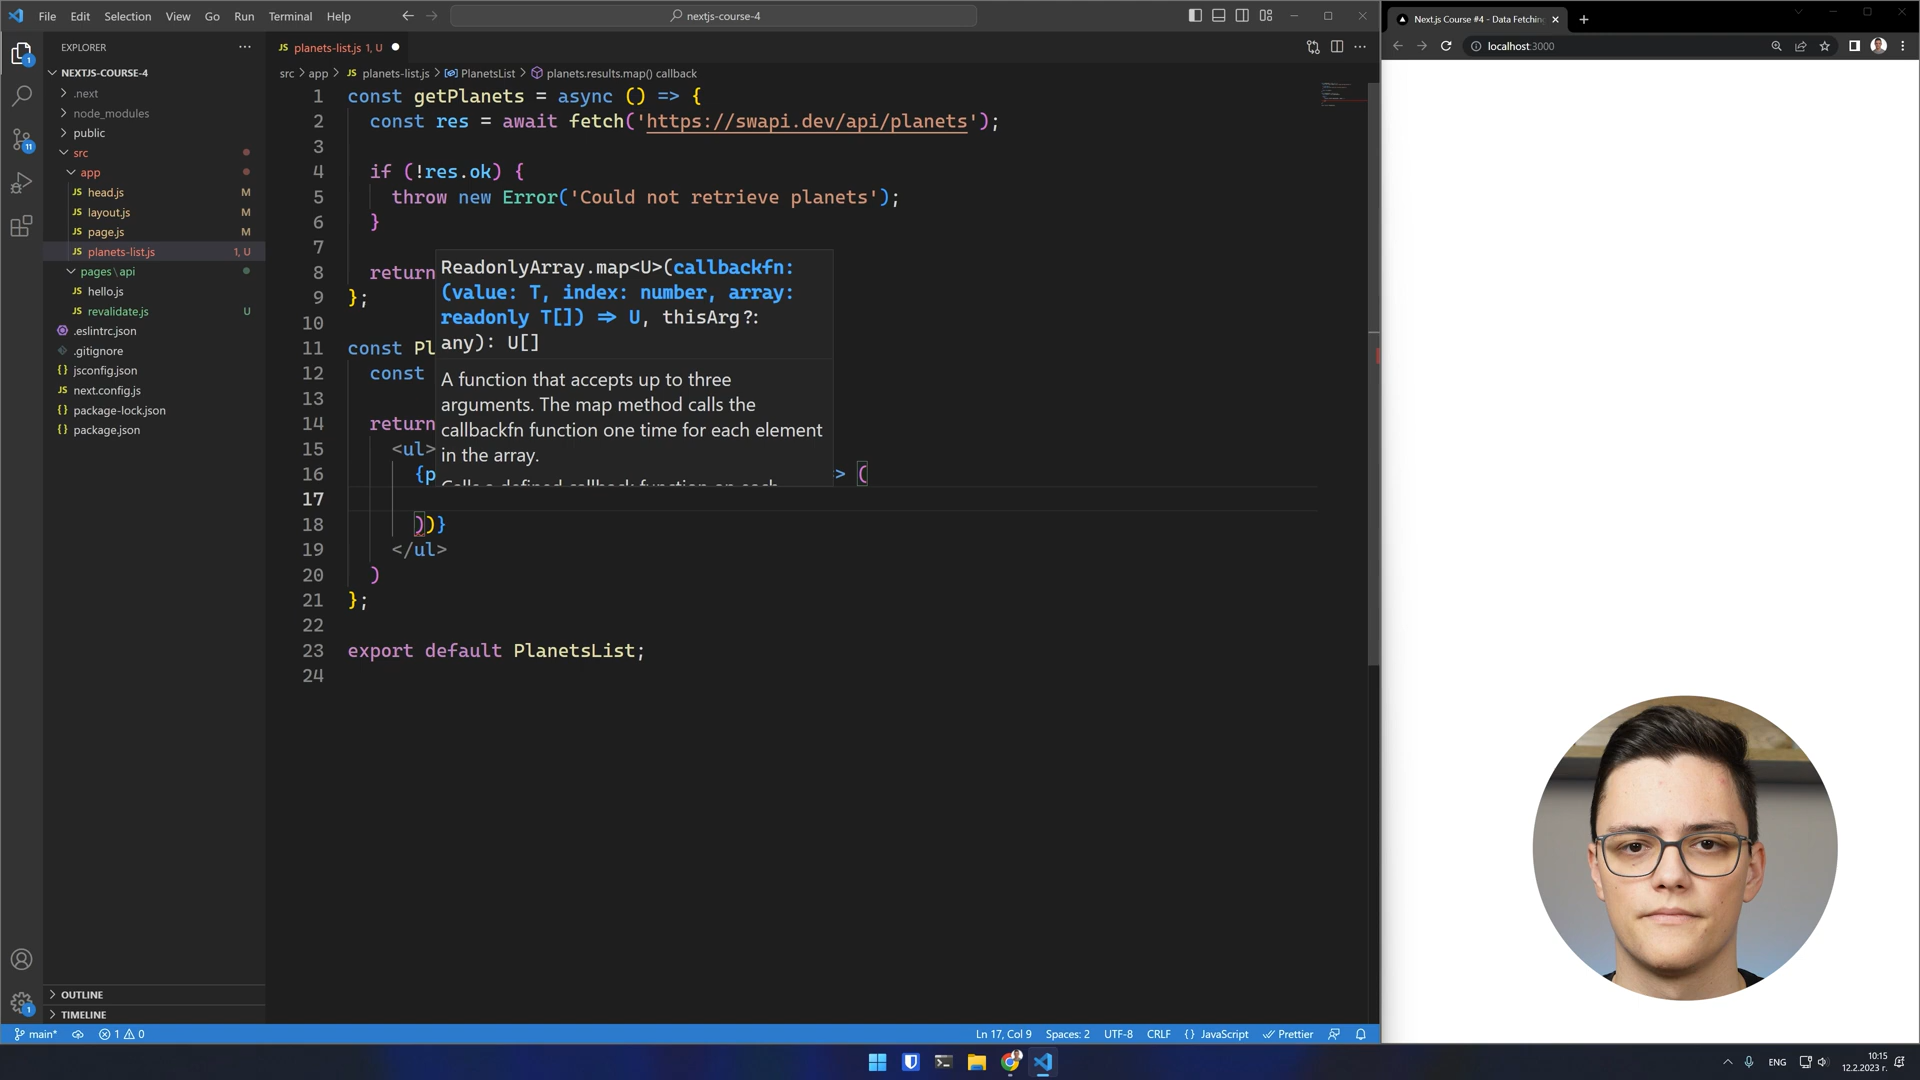 File Edit Selection View Go Run Terminal Help
nextjs-course-4
EXPLORER
NEXTJS-COURSE-4
.next
node_modules
public
src
app
head.js M
layout.js M
page.js M
planets-list.js 1, U
pages\api
hello.js
revalidate.js U
.eslintrc.json
.gitignore
jsconfig.json
next.config.js
package-lock.json
package.json
OUTLINE
TIMELINE
planets-list.js 1, U
src > app > JS planets-list.js > PlanetsList > planets.results.map() callback
1 const getPlanets = async () => {
2 const res = await fetch('https://swapi.dev/api/planets');
3
4 if (!res.ok) {
5 throw new Error('Could not retrieve planets');
6 }
7
8 return
9 };
10
11 const Pl
12 const
13
14 return
15 <ul>
16 {p > (
17
18 ))}
19 </ul>
20 )
21 };
22
23 export default PlanetsList;
24
ReadonlyArray.map<U>(callbackfn:
(value: T, index: number, array:
readonly T[]) => U, thisArg?:
any): U[]
A function that accepts up to three
arguments. The map method calls the
callbackfn function one time for each element
in the array.
main* 1 0
Ln 17, Col 9 Spaces: 2 UTF-8 CRLF {} JavaScript Prettier
Next.js Course #4 - Data Fetching
localhost:3000
ENG
10:15
12.2.2023 г.